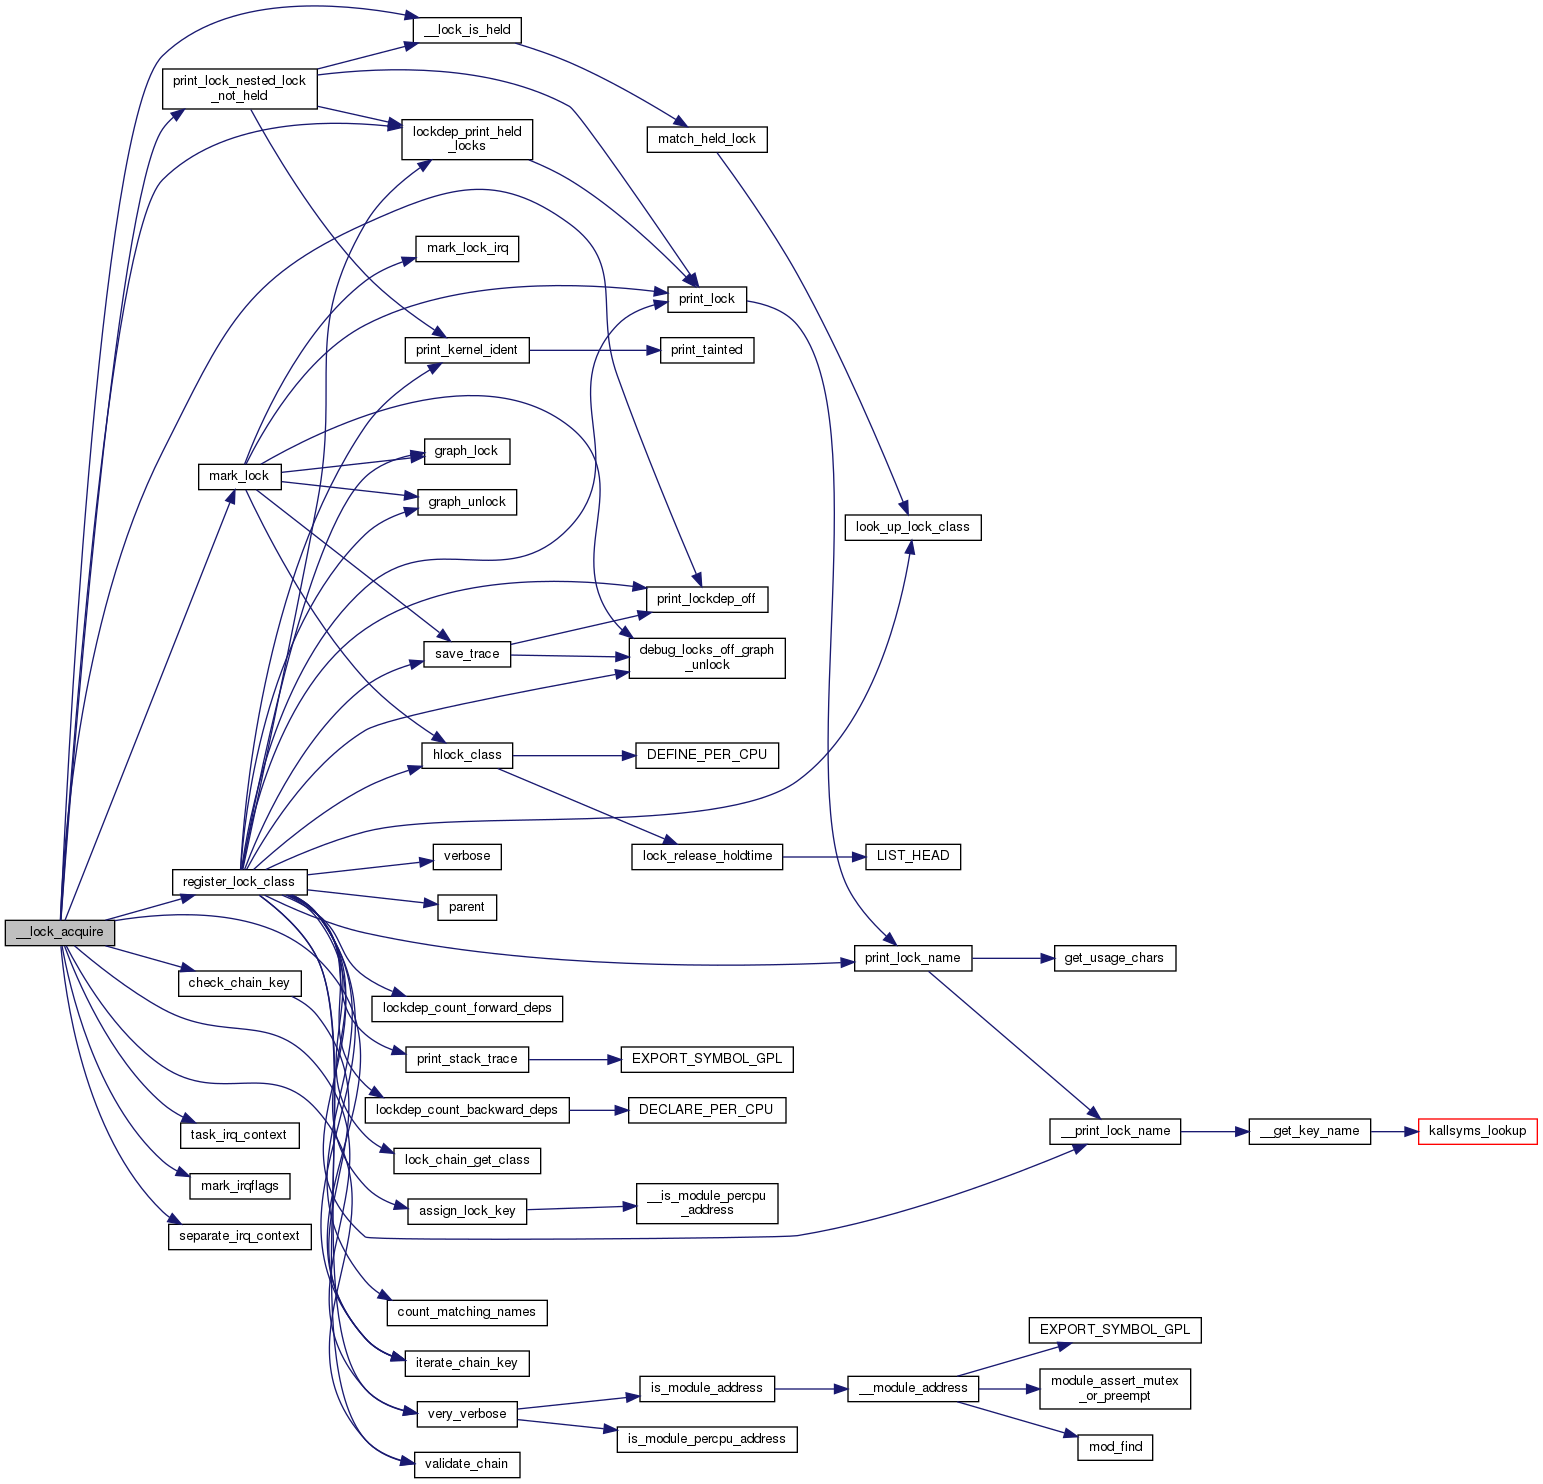 __lock_is_held
print_lock_nested_lock
_not_held
lockdep_print_held
_locks
match_held_lock
mark_lock_irq
print_lock
print_kernel_ident
print_tainted
graph_lock
mark_lock
graph_unlock
look_up_lock_class
print_lockdep_off
save_trace
debug_locks_off_graph
_unlock
hlock_class
DEFINE_PER_CPU
verbose
lock_release_holdtime
LIST_HEAD
register_lock_class
parent
__lock_acquire
print_lock_name
get_usage_chars
check_chain_key
lockdep_count_forward_deps
print_stack_trace
EXPORT_SYMBOL_GPL
lockdep_count_backward_deps
DECLARE_PER_CPU
task_irq_context
__print_lock_name
__get_key_name
kallsyms_lookup
lock_chain_get_class
mark_irqflags
assign_lock_key
__is_module_percpu
_address
separate_irq_context
count_matching_names
EXPORT_SYMBOL_GPL
iterate_chain_key
is_module_address
__module_address
module_assert_mutex
_or_preempt
very_verbose
is_module_percpu_address
mod_find
validate_chain